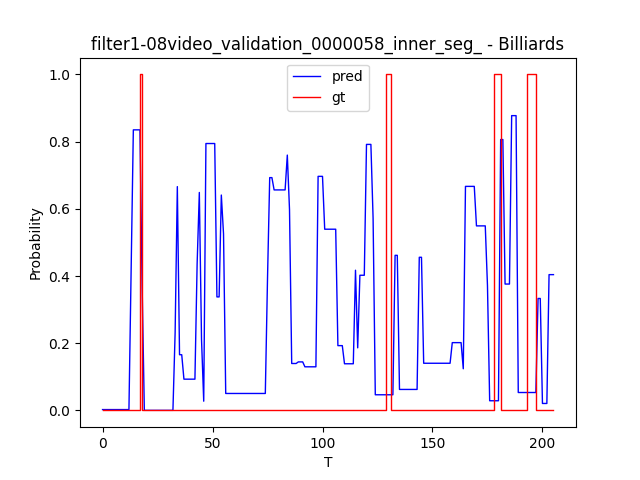 filter1-08video_validation_0000058_inner_seg_ - Billiards
pred
gt
1.0
0.8
0.6
0.4
0.2
0.0
Probability
0
50
100
150
200
T